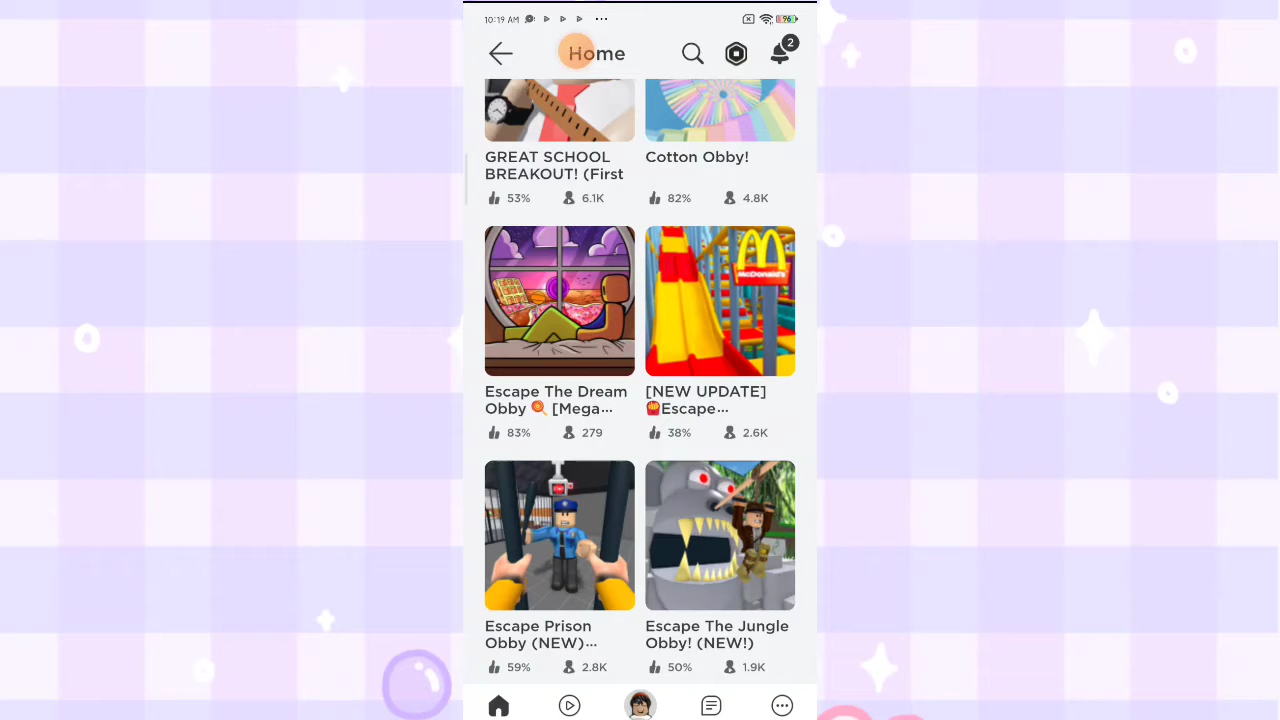 10:19 AM
96
Home
2
GREAT SCHOOL
BREAKOUT! (First
53% 6.1K
Cotton Obby!
82% 4.8K
McDonald's
Escape The Dream
Obby 🍭 [Mega...
83% 279
[NEW UPDATE]
🍟Escape...
38% 2.6K
Escape Prison
Obby (NEW)...
59% 2.8K
Escape The Jungle
Obby! (NEW!)
50% 1.9K